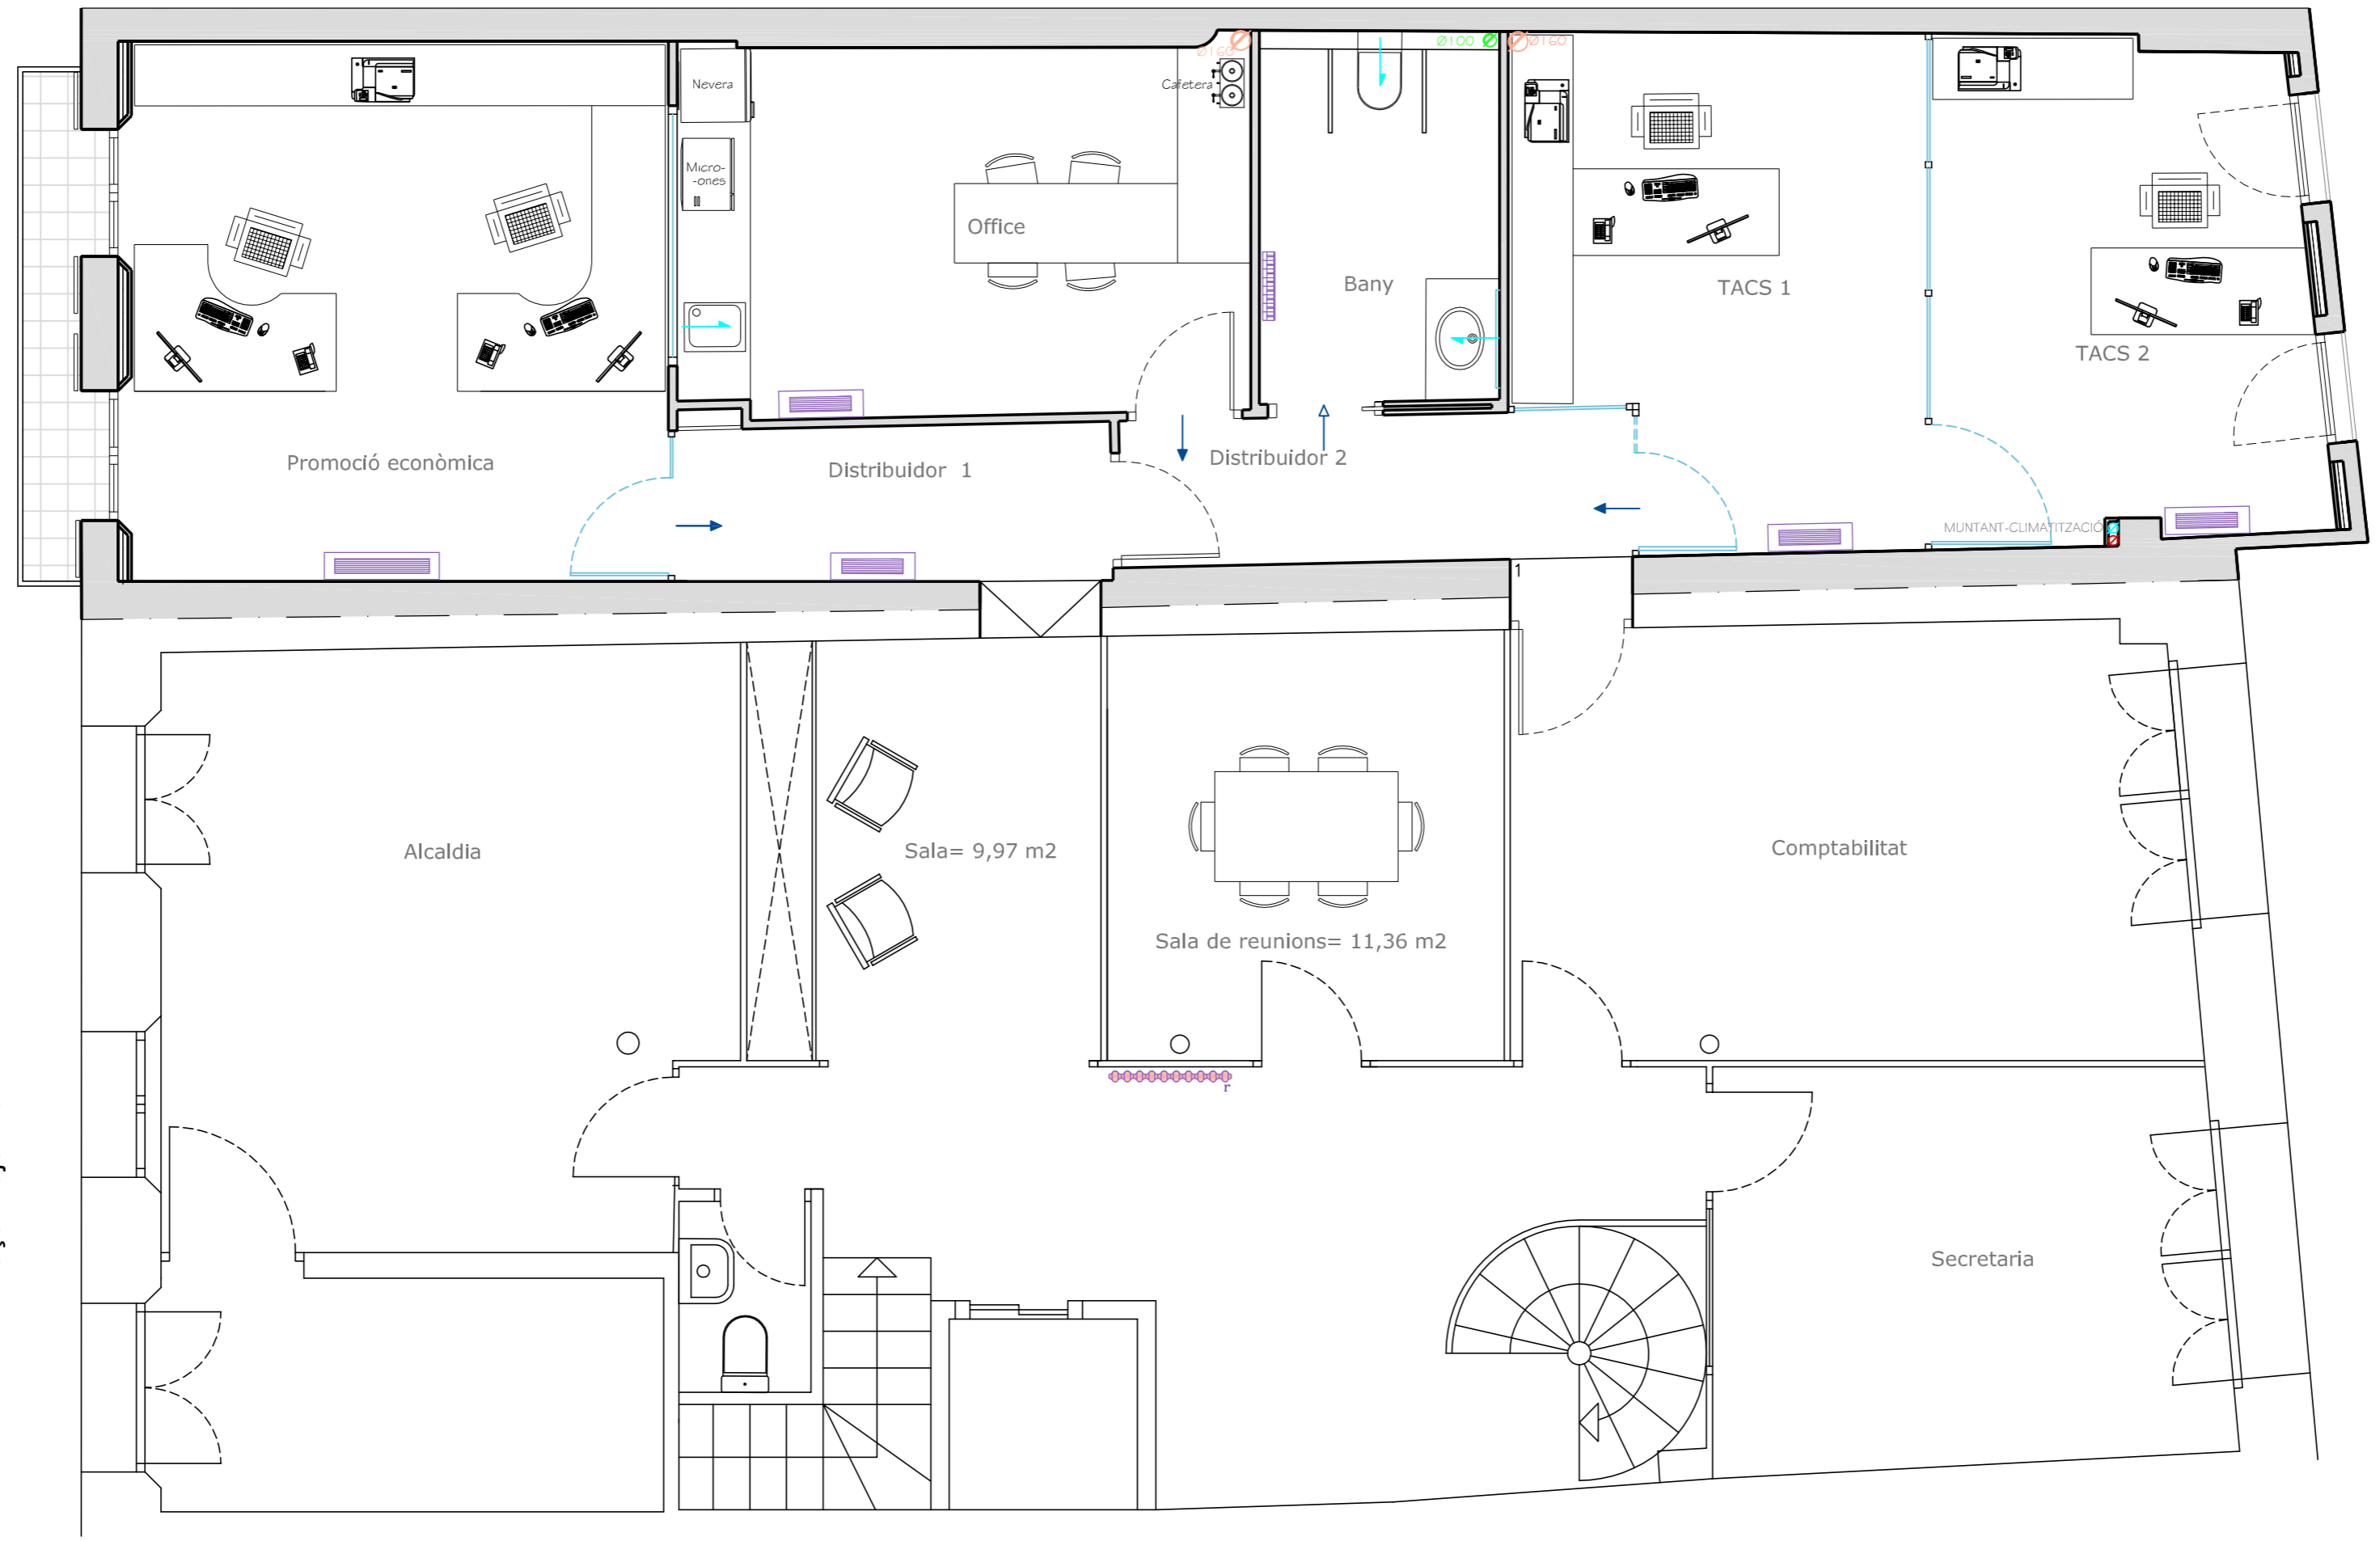 Ø160
Ø100
Ø160
Nevera
Cafetera
Micro-
-ones
Office
Bany
TACS 1
TACS 2
Promoció econòmica
Distribuidor 1
Distribuidor 2
MUNTANT-CLIMATITZACIÓ
1
Alcaldia
Sala= 9,97 m2
Comptabilitat
Sala de reunions= 11,36 m2
r
Secretaria